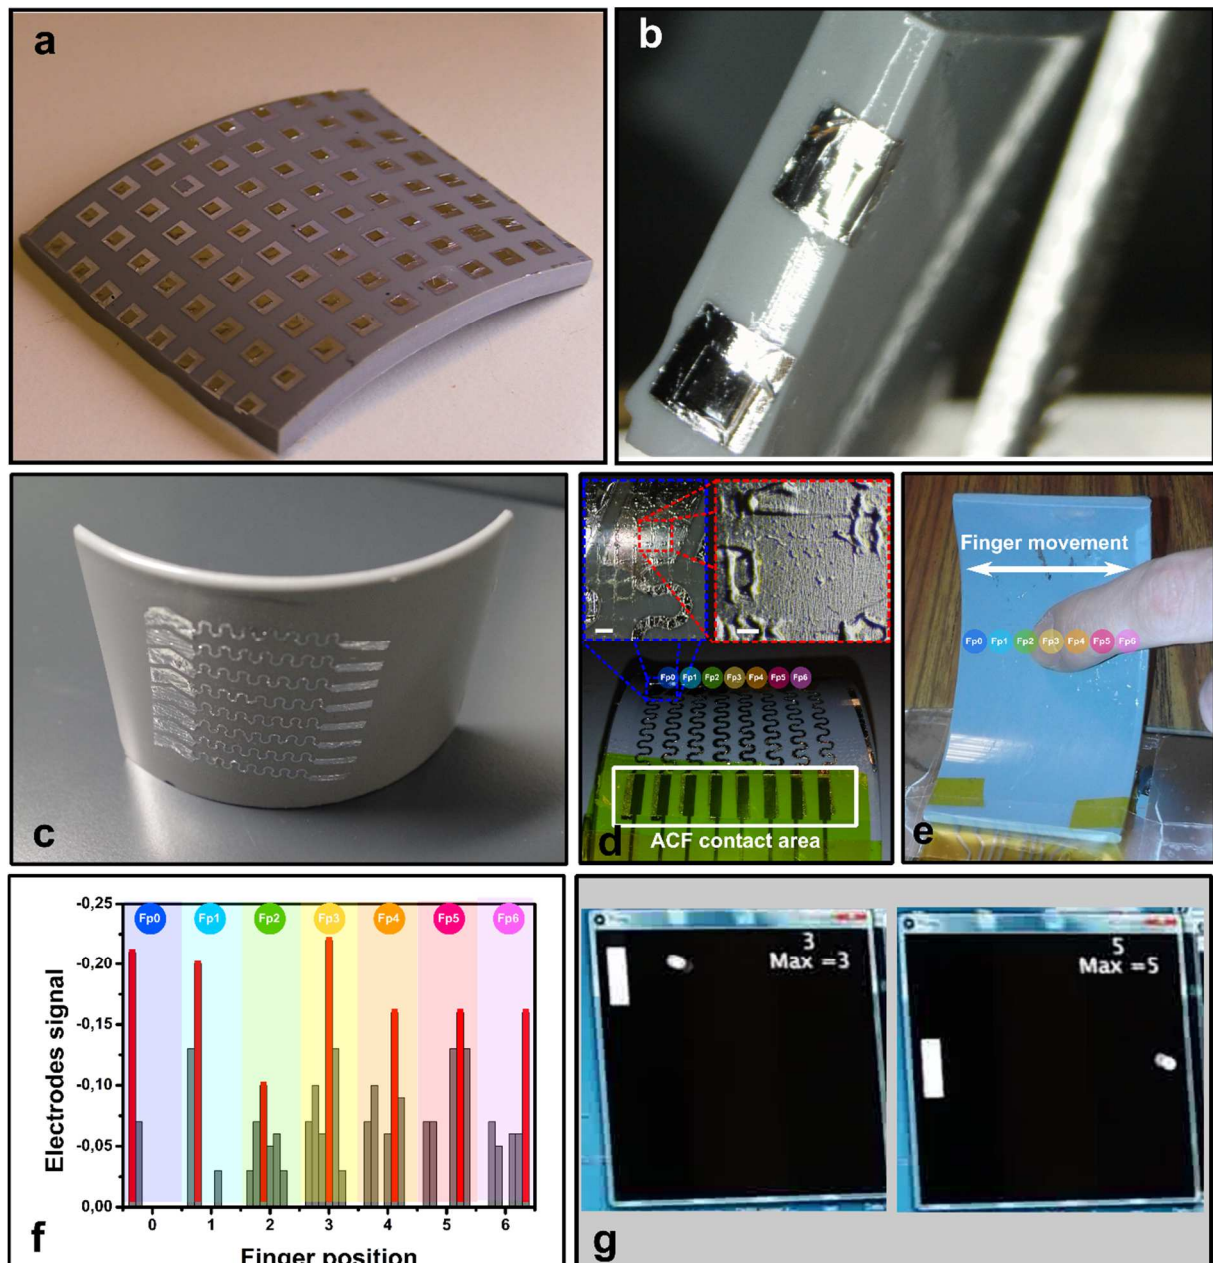 a
b
c
Fp0 Fp1 Fp2 Fp3 Fp4 Fp5 Fp6
ACF contact area
d
Finger movement
Fp0 Fp1 Fp2 Fp3 Fp4 Fp5 Fp6
e
-0,25
-0,20
-0,15
-0,10
-0,05
0,00
Electrodes signal
Fp0 Fp1 Fp2 Fp3 Fp4 Fp5 Fp6
0 1 2 3 4 5 6
Finger position
f
3
Max =3
5
Max =5
g